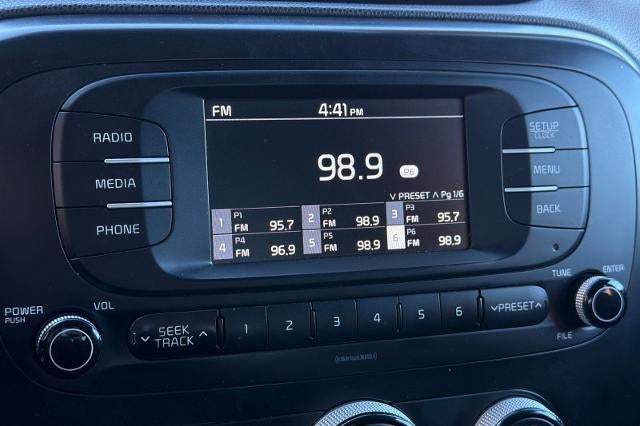 FM 4:41 PM
98.9 P6
PRESET Pg 1/6
1 P1 FM 95.7 2 P2 FM 98.9 3 P3 FM 95.7
4 P4 FM 96.9 5 P5 FM 98.9 6 P6 FM 98.9
RADIO
MEDIA
PHONE
SETUP
CLOCK
MENU
BACK
POWER
PUSH
VOL
SEEK
TRACK
1 2 3 4 5 6
PRESET
TUNE
ENTER
FILE
SiriusXM